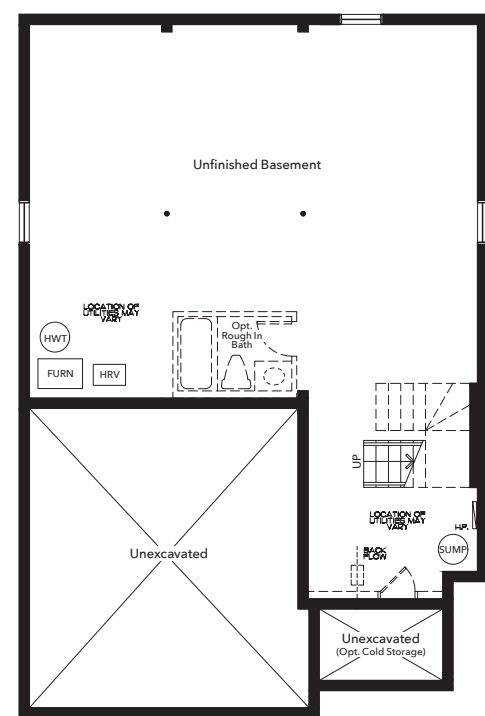 Unfinished Basement
LOCATION OF
UTILITIES MAY
VARY
Opt.
Rough In
Bath
HWT
FURN
HRV
UP
LOCATION OF
UTILITIES MAY
VARY
H.P.
SUMP
BACK
FLOW
Unexcavated
Unexcavated
(Opt. Cold Storage)